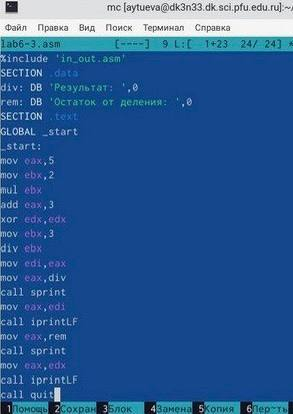 mc [aytueva@dk3n33.dk.sci.pfu.edu.ru]:~/
Файл Правка Поиск Терминал Справка
lab6-3.asm [----] 9 L:[ 1+23 24/ 24] *
%include 'in_out.asm'
SECTION .data
div: DB 'Результат: ',0
rem: DB 'Остаток от деления: ',0
SECTION .text
GLOBAL _start
_start:
mov eax,5
mov ebx,2
mul ebx
add eax,3
xor edx,edx
mov ebx,3
div ebx
mov edi,eax
mov eax,div
call sprint
mov eax,edi
call iprintLF
mov eax,rem
call sprint
mov eax,edx
call iprintLF
call quit
1Помощь 2Сохран 3Блок 4Замена 5Копия 6Пер~ть